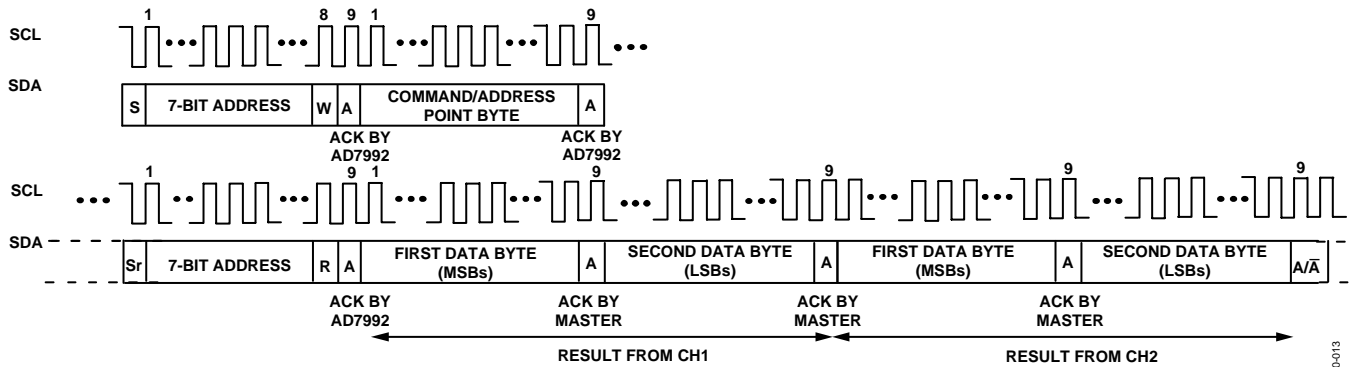 1 8 9 1 9
SCL
SDA
S 7-BIT ADDRESS W A COMMAND/ADDRESS POINT BYTE A
ACK BY AD7992 ACK BY AD7992
1 9 1 9 9 9 9
SCL
SDA
Sr 7-BIT ADDRESS R A FIRST DATA BYTE (MSBs) A SECOND DATA BYTE (LSBs) A FIRST DATA BYTE (MSBs) A SECOND DATA BYTE (LSBs) A/A̅
ACK BY AD7992 ACK BY MASTER ACK BY MASTER ACK BY MASTER
RESULT FROM CH1 RESULT FROM CH2
0-013